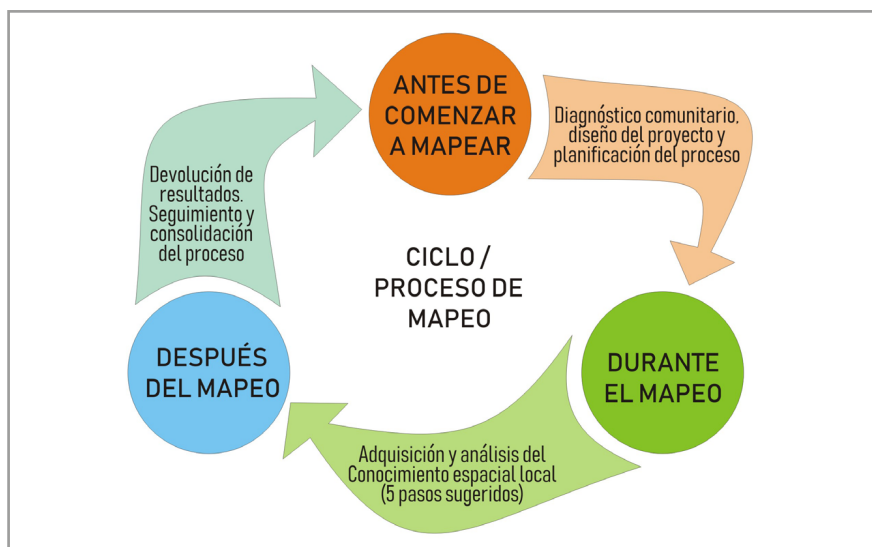 ANTES DE
COMENZAR
A MAPEAR
Diagnóstico comunitario,
diseño del proyecto y
planificación del proceso
DURANTE
EL MAPEO
Adquisición y análisis del
Conocimiento espacial local
(5 pasos sugeridos)
DESPUÉS
DEL MAPEO
Devolución de
resultados.
Seguimiento y
consolidación
del proceso
CICLO /
PROCESO DE
MAPEO